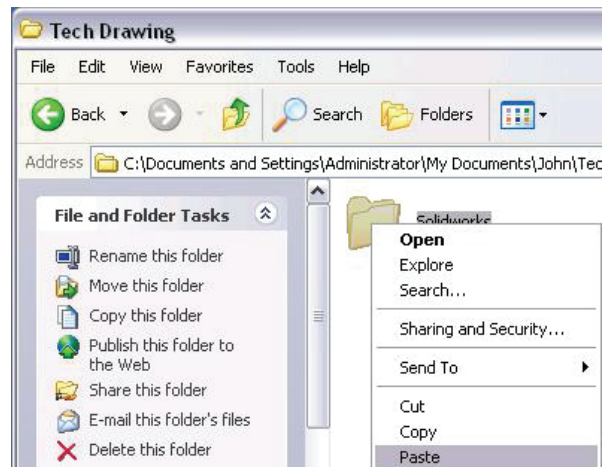 Tech Drawing
File Edit View Favorites Tools Help
Back Search Folders
Address C:\Documents and Settings\Administrator\My Documents\John\Tec
File and Folder Tasks
Rename this folder
Move this folder
Copy this folder
Publish this folder to
the Web
Share this folder
E-mail this folder's files
Delete this folder
Solidworks
Open
Explore
Search...
Sharing and Security...
Send To
Cut
Copy
Paste